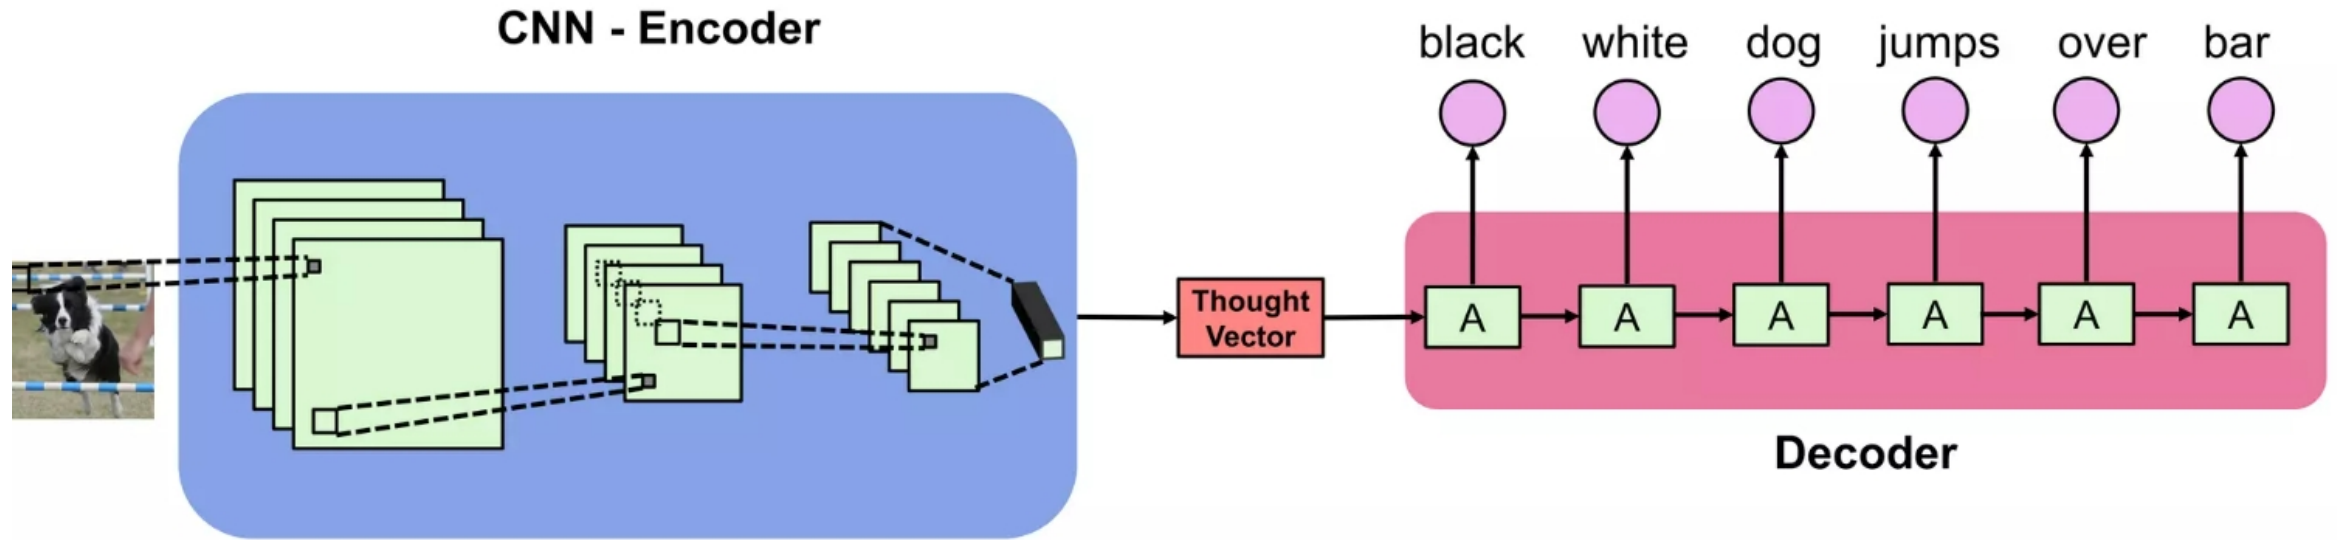 CNN - Encoder
black white dog jumps over bar
Thought
Vector
A A A A A A
Decoder